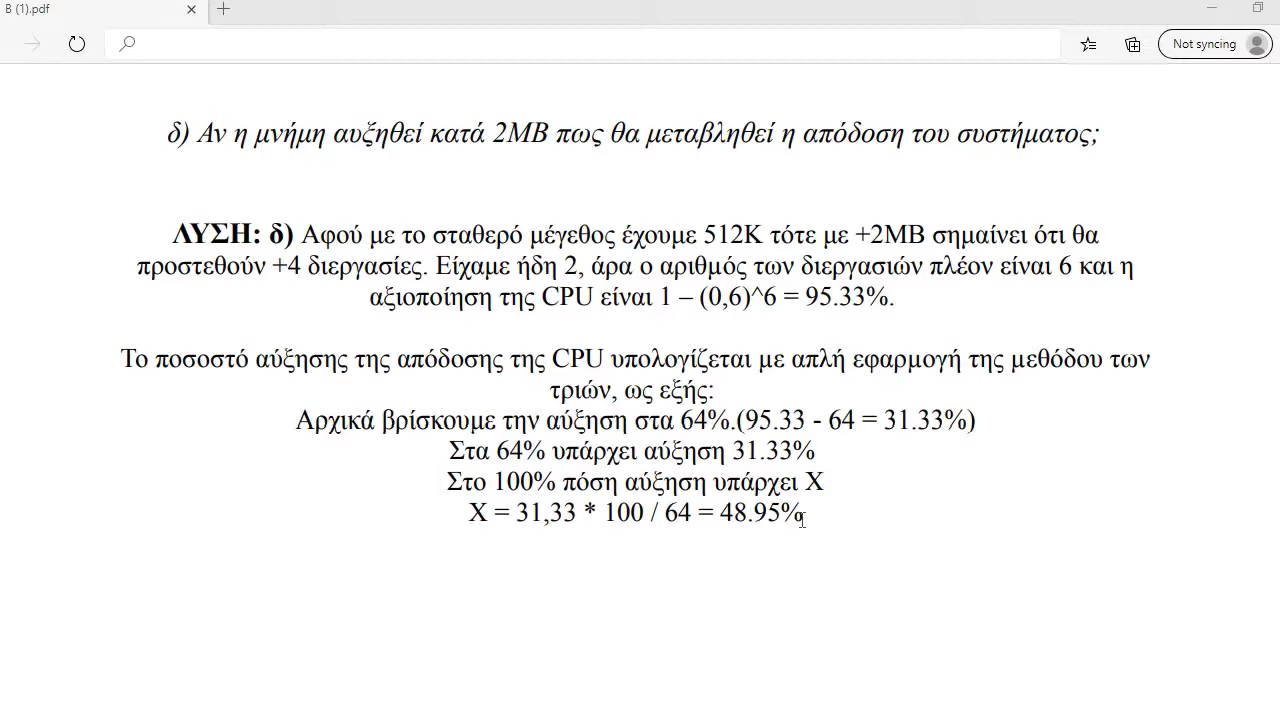 B (1).pdf
Not syncing
δ) Αν η μνήμη αυξηθεί κατά 2MB πως θα μεταβληθεί η απόδοση του συστήματος;
ΛΥΣΗ: δ) Αφού με το σταθερό μέγεθος έχουμε 512Κ τότε με +2MB σημαίνει ότι θα
προστεθούν +4 διεργασίες. Είχαμε ήδη 2, άρα ο αριθμός των διεργασιών πλέον είναι 6 και η
αξιοποίηση της CPU είναι 1 – (0,6)^6 = 95.33%.
Το ποσοστό αύξησης της απόδοσης της CPU υπολογίζεται με απλή εφαρμογή της μεθόδου των
τριών, ως εξής:
Αρχικά βρίσκουμε την αύξηση στα 64%.(95.33 - 64 = 31.33%)
Στα 64% υπάρχει αύξηση 31.33%
Στο 100% πόση αύξηση υπάρχει Χ
Χ = 31,33 * 100 / 64 = 48.95%